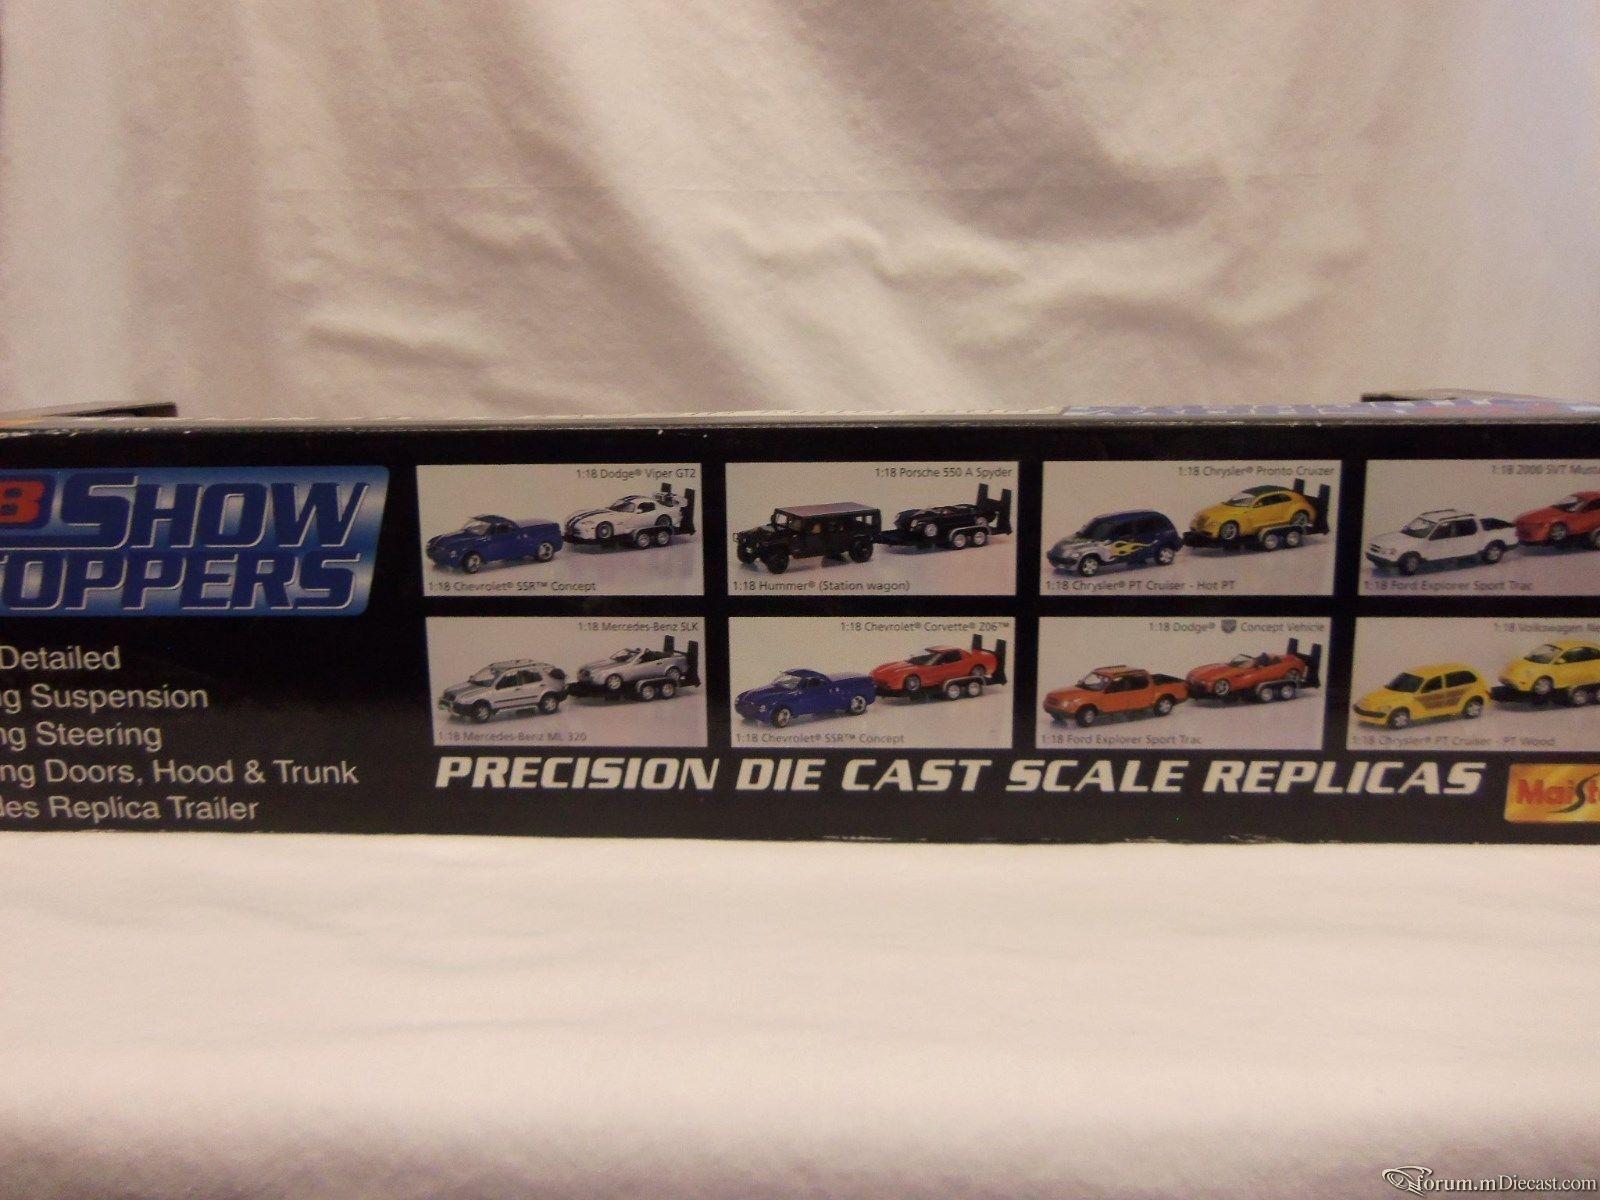 8 SHOW
TOPPERS
Detailed
Suspension
Steering
Doors, Hood & Trunk
Replica Trailer
1:18 Dodge® Viper GT2
1:18 Chevrolet® SSR™ Concept
1:18 Porsche 550 A Spyder
1:18 Hummer® (Station wagon)
1:18 Chrysler® Pronto Cruizer
1:18 Chrysler® PT Cruiser - Hot PT
1:18 2000 SVT Musta
1:18 Ford Explorer Sport Trac
1:18 Mercedes-Benz SLK
1:18 Mercedes-Benz ML 320
1:18 Chevrolet® Corvette® Z06™
1:18 Chevrolet® SSR™ Concept
1:18 Dodge® Concept Vehicle
1:18 Ford Explorer Sport Trac
1:18 Volkswagen Ne
1:18 Chrysler® PT Cruiser - PT Wood
PRECISION DIE CAST SCALE REPLICAS
Maist
forum.mDiecast.com